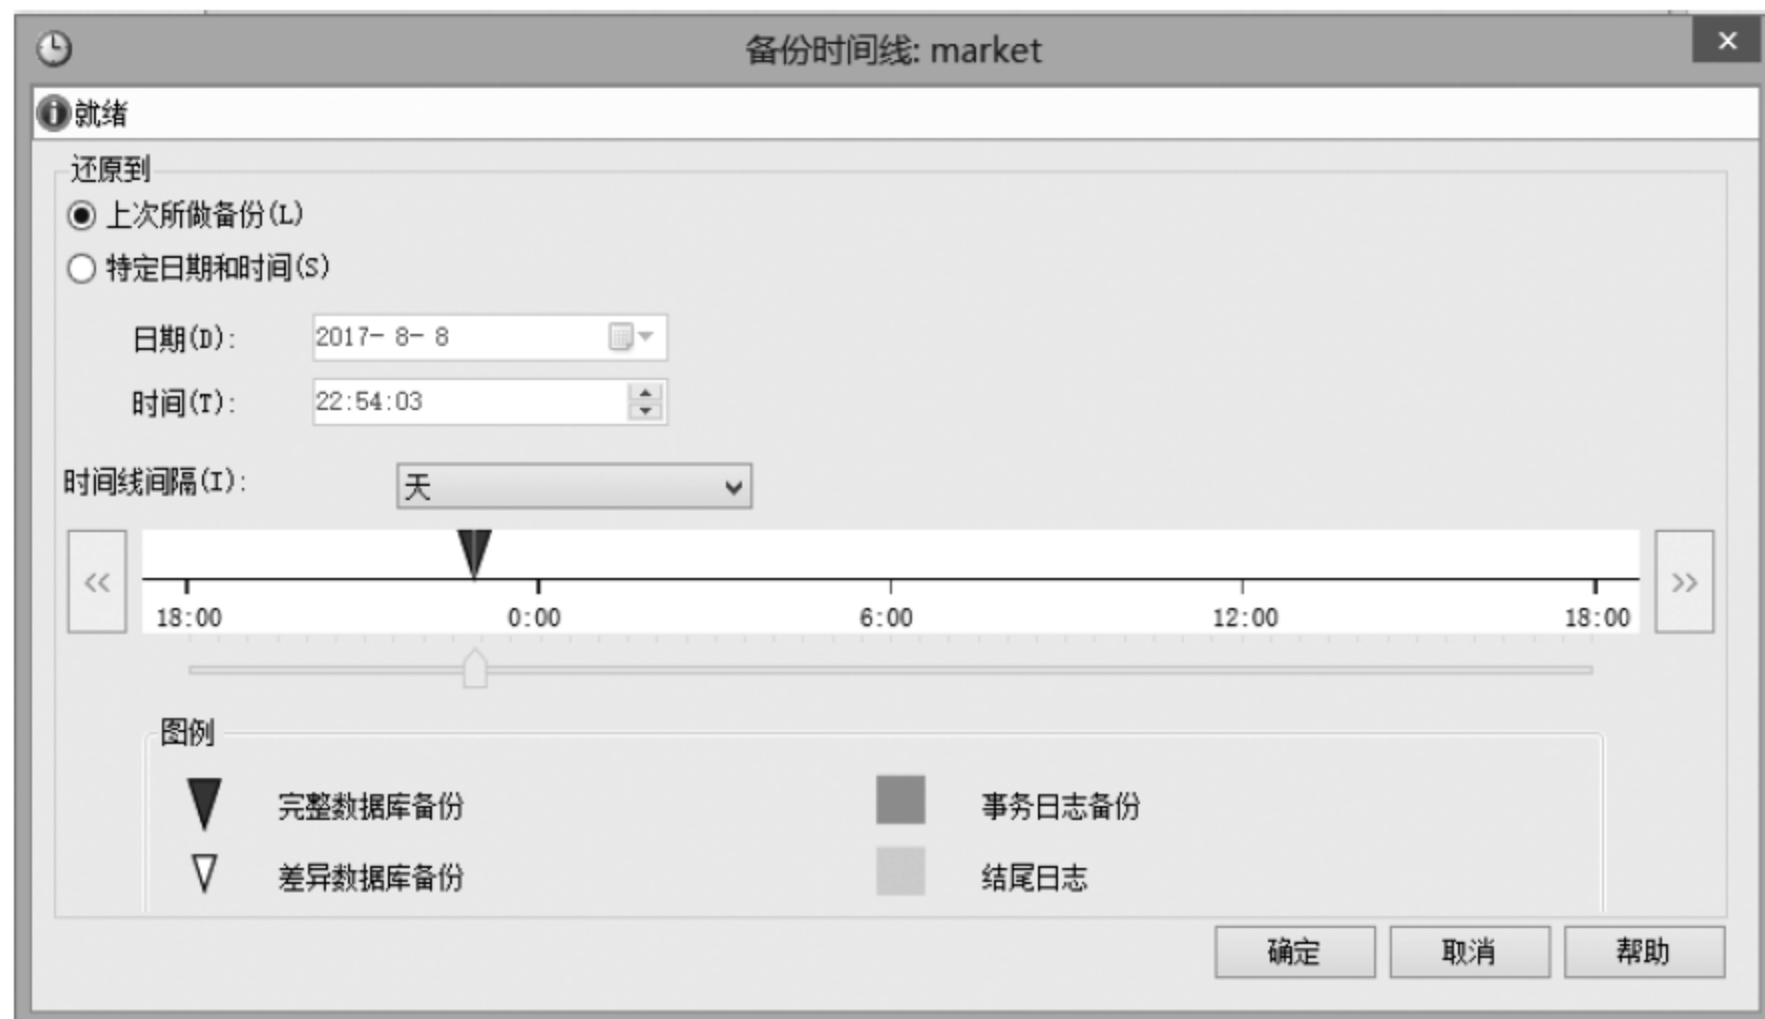 备份时间线: market
×
就绪
还原到
上次所做备份(L)
特定日期和时间(S)
日期(D): 2017- 8- 8
时间(T): 22:54:03
时间线间隔(I): 天
<< >>
18:00 0:00 6:00 12:00 18:00
图例
完整数据库备份 事务日志备份
差异数据库备份 结尾日志
确定 取消 帮助